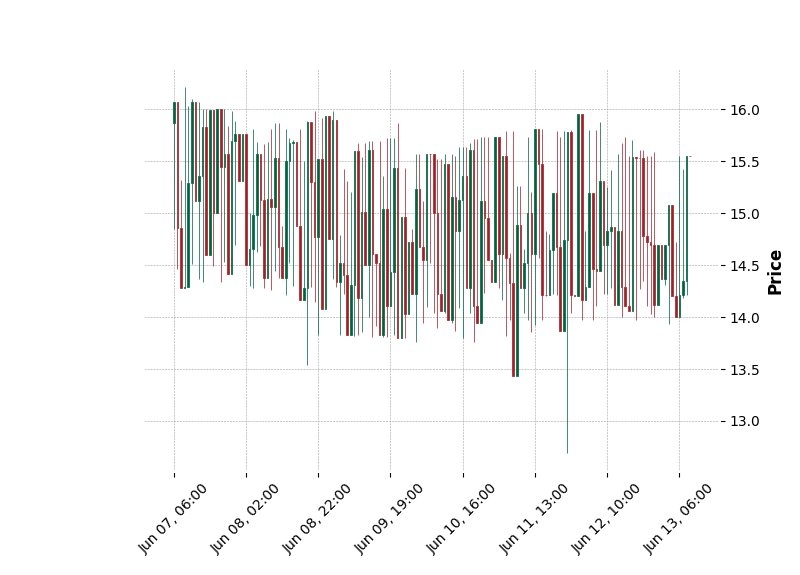 16.0
15.5
15.0
14.5
14.0
13.5
13.0
Price
Jun 07, 06:00
Jun 08, 02:00
Jun 08, 22:00
Jun 09, 19:00
Jun 10, 16:00
Jun 11, 13:00
Jun 12, 10:00
Jun 13, 06:00